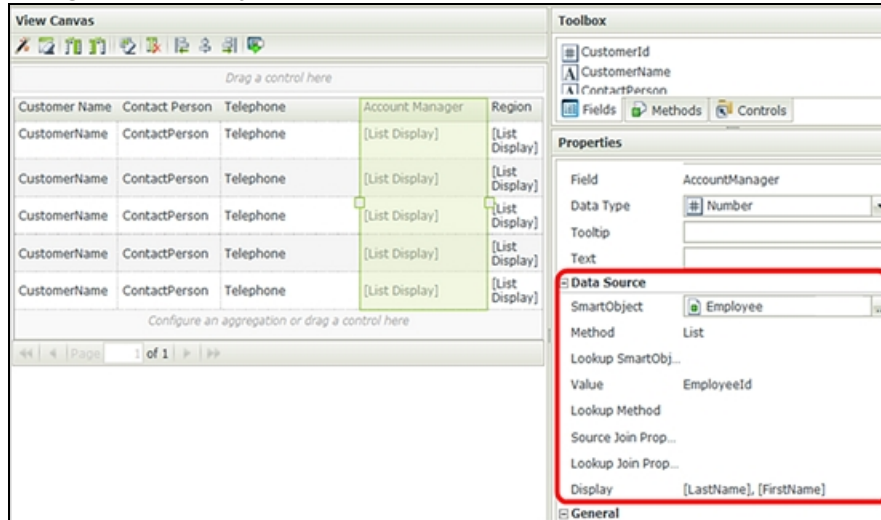 View Canvas
Drag a control here
Customer Name Contact Person Telephone Account Manager Region
CustomerName ContactPerson Telephone [List Display] [List Display]
CustomerName ContactPerson Telephone [List Display] [List Display]
CustomerName ContactPerson Telephone [List Display] [List Display]
CustomerName ContactPerson Telephone [List Display] [List Display]
CustomerName ContactPerson Telephone [List Display] [List Display]
Configure an aggregation or drag a control here
Page 1 of 1
Toolbox
CustomerId
CustomerName
ContactPerson
Fields Methods Controls
Properties
Field AccountManager
Data Type Number
Tooltip
Text
Data Source
SmartObject Employee
Method List
Lookup SmartObj...
Value EmployeeId
Lookup Method
Source Join Prop...
Lookup Join Prop...
Display [LastName], [FirstName]
General